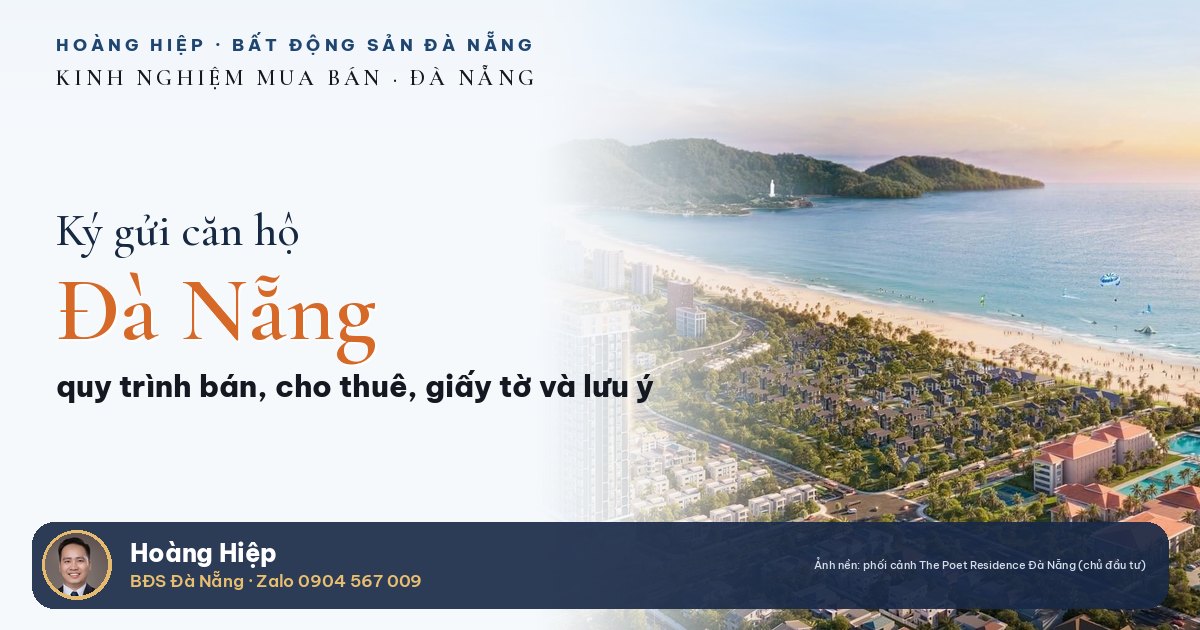 HOÀNG HIỆP · BẤT ĐỘNG SẢN ĐÀ NẴNG
KINH NGHIỆM MUA BÁN · ĐÀ NẴNG
Ký gửi căn hộ
Đà Nẵng
quy trình bán, cho thuê, giấy tờ và lưu ý
Hoàng Hiệp
BĐS Đà Nẵng · Zalo 0904 567 009
Ảnh nền: phối cảnh The Poet Residence Đà Nẵng (chủ đầu tư)